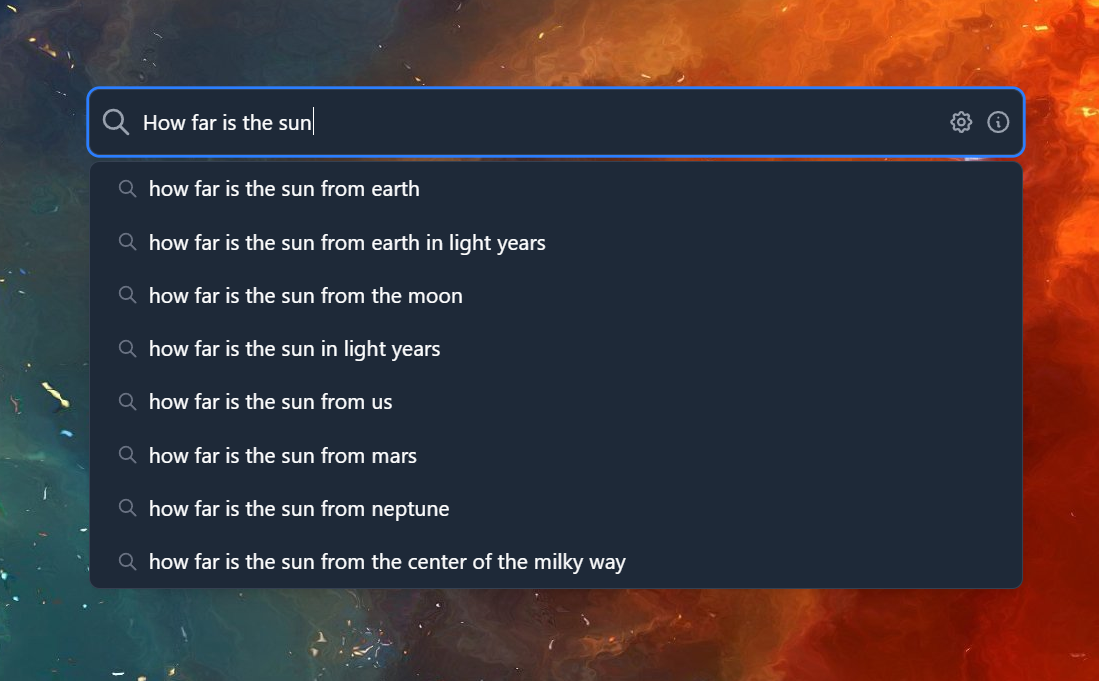 How far is the sun
how far is the sun from earth
how far is the sun from earth in light years
how far is the sun from the moon
how far is the sun in light years
how far is the sun from us
how far is the sun from mars
how far is the sun from neptune
how far is the sun from the center of the milky way